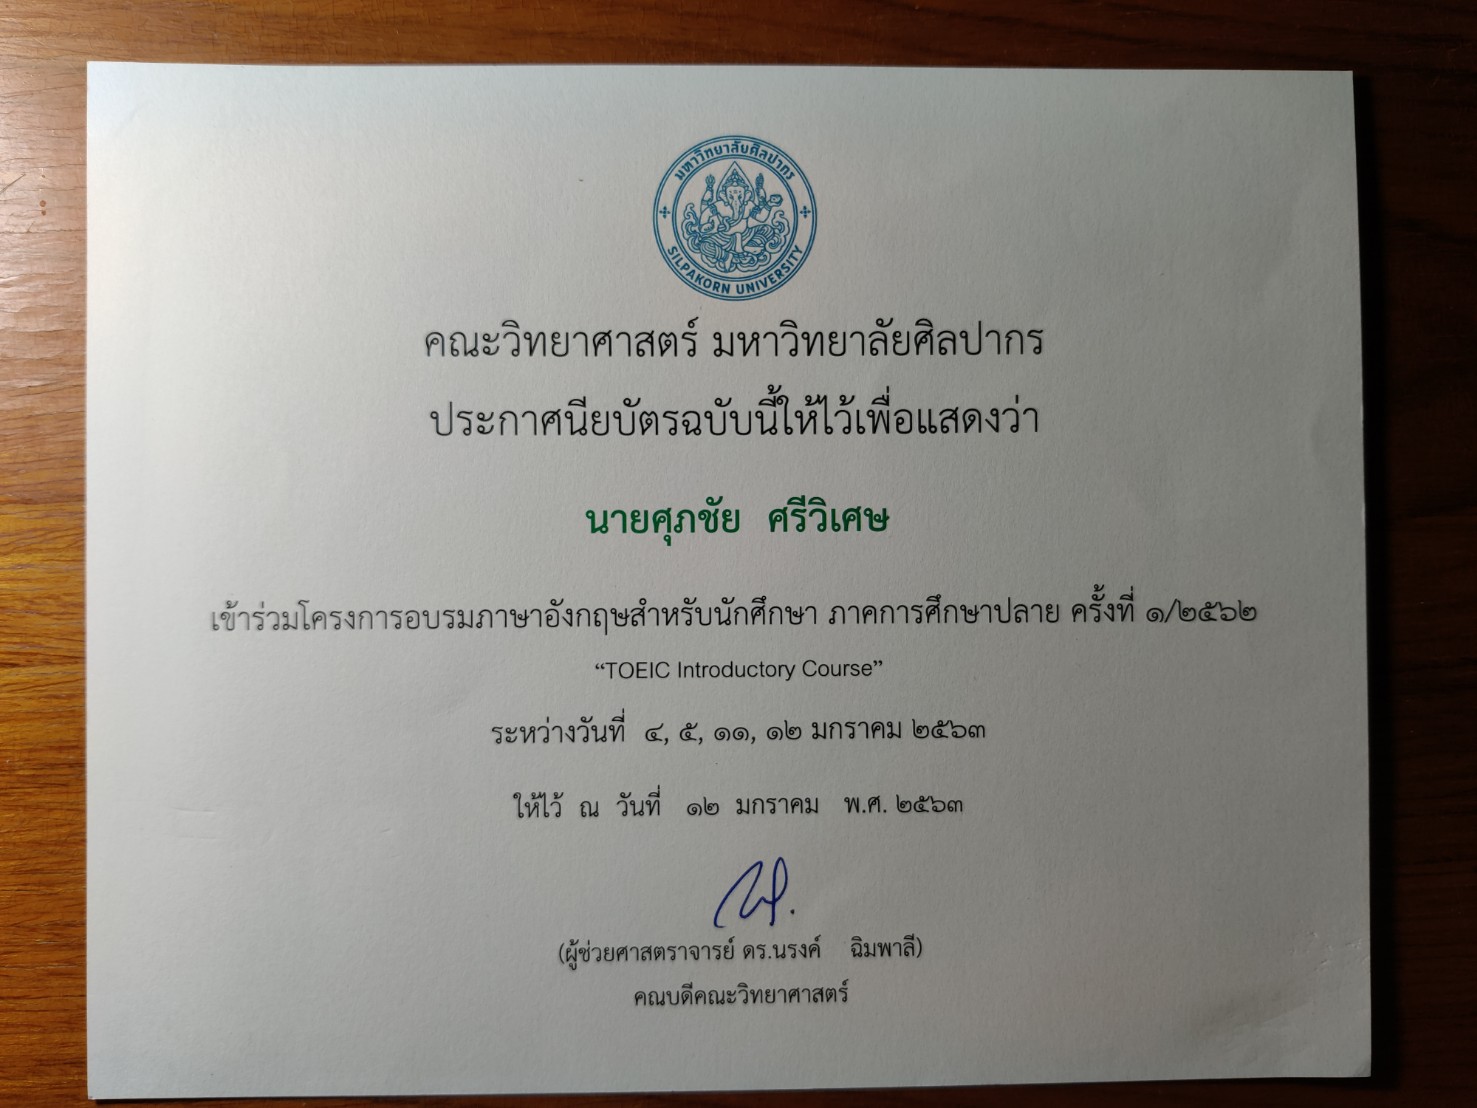 มหาวิทยาลัยศิลปากร
SILPAKORN UNIVERSITY
คณะวิทยาศาสตร์ มหาวิทยาลัยศิลปากร
ประกาศนียบัตรฉบับนี้ให้ไว้เพื่อแสดงว่า
นายศุภชัย ศรีวิเศษ
เข้าร่วมโครงการอบรมภาษาอังกฤษสำหรับนักศึกษา ภาคการศึกษาปลาย ครั้งที่ ๑/๒๕๖๒
“TOEIC Introductory Course”
ระหว่างวันที่ ๔, ๕, ๑๑, ๑๒ มกราคม ๒๕๖๓
ให้ไว้ ณ วันที่ ๑๒ มกราคม พ.ศ. ๒๕๖๓
(ผู้ช่วยศาสตราจารย์ ดร.นรงค์ ฉิมพาลี)
คณบดีคณะวิทยาศาสตร์